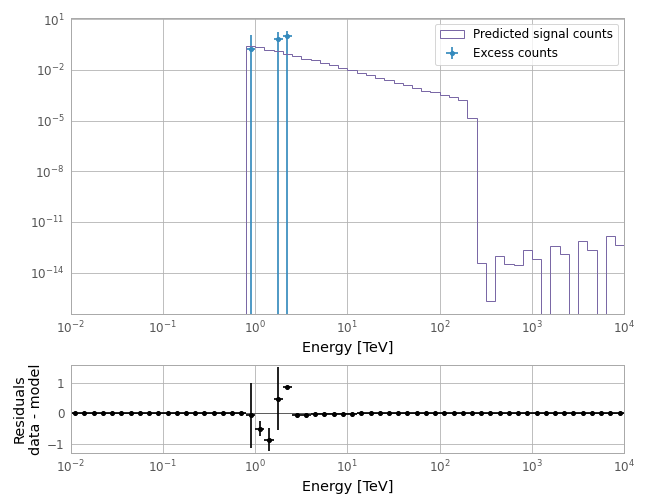 10^1
10^-2
10^-5
10^-8
10^-11
10^-14
Predicted signal counts
Excess counts
10^-2 10^-1 10^0 10^1 10^2 10^3 10^4
Energy [TeV]
Residuals
data - model
1
0
−1
10^-2 10^-1 10^0 10^1 10^2 10^3 10^4
Energy [TeV]